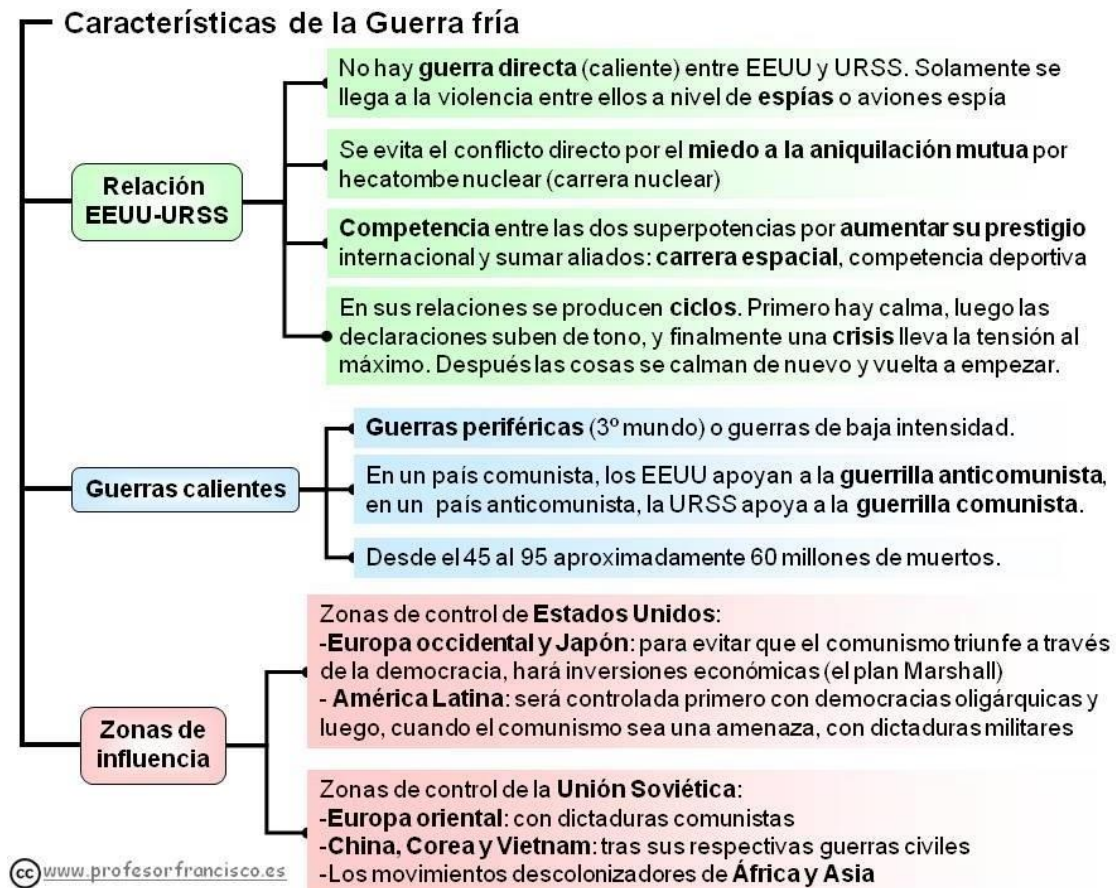 Características de la Guerra fría
Relación
EEUU-URSS
No hay guerra directa (caliente) entre EEUU y URSS. Solamente se
llega a la violencia entre ellos a nivel de espías o aviones espía
Se evita el conflicto directo por el miedo a la aniquilación mutua por
hecatombe nuclear (carrera nuclear)
Competencia entre las dos superpotencias por aumentar su prestigio
internacional y sumar aliados: carrera espacial, competencia deportiva
En sus relaciones se producen ciclos. Primero hay calma, luego las
declaraciones suben de tono, y finalmente una crisis lleva la tensión al
máximo. Después las cosas se calman de nuevo y vuelta a empezar.
Guerras calientes
Guerras periféricas (3º mundo) o guerras de baja intensidad.
En un país comunista, los EEUU apoyan a la guerrilla anticomunista,
en un país anticomunista, la URSS apoya a la guerrilla comunista.
Desde el 45 al 95 aproximadamente 60 millones de muertos.
Zonas de
influencia
Zonas de control de Estados Unidos:
-Europa occidental y Japón: para evitar que el comunismo triunfe a través
de la democracia, hará inversiones económicas (el plan Marshall)
- América Latina: será controlada primero con democracias oligárquicas y
luego, cuando el comunismo sea una amenaza, con dictaduras militares
Zonas de control de la Unión Soviética:
-Europa oriental: con dictaduras comunistas
-China, Corea y Vietnam: tras sus respectivas guerras civiles
-Los movimientos descolonizadores de África y Asia
cc www.profesorfrancisco.es